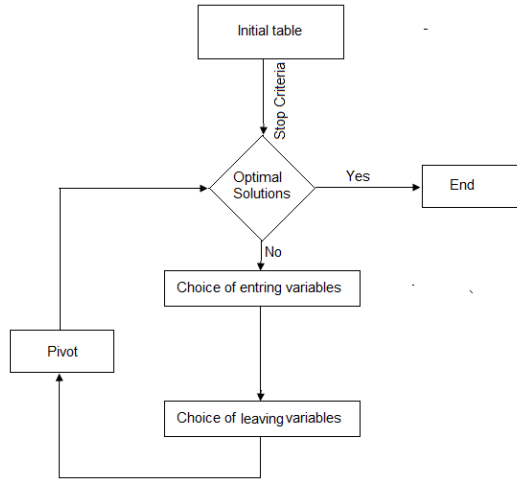 Initial table
Stop Criteria
Optimal
Solutions
Yes
End
No
Choice of entring variables
Pivot
Choice of leaving variables